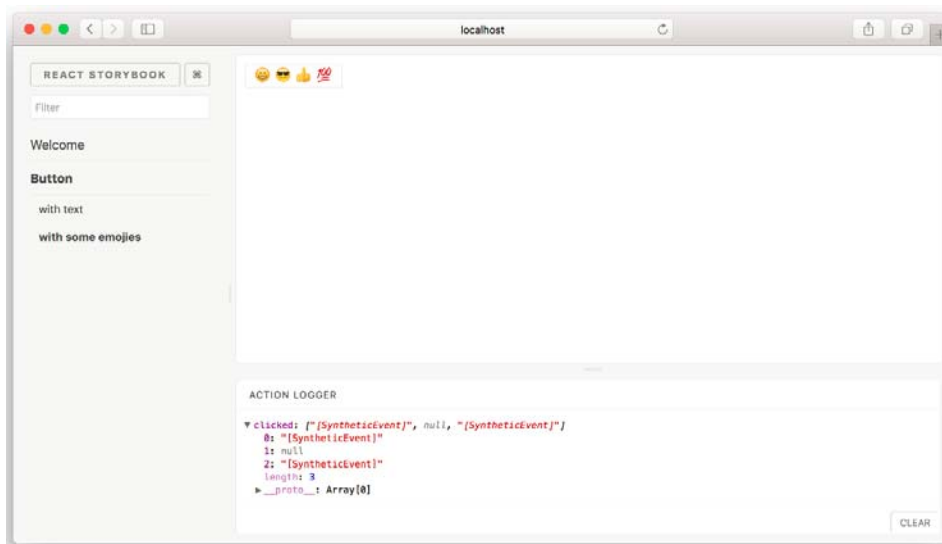 localhost
REACT STORYBOOK ⌘
Filter
Welcome
Button
with text
with some emojies
😁 😎 👍 💯
ACTION LOGGER
▼ clicked: ["[SyntheticEvent]", null, "[SyntheticEvent]"]
0: "[SyntheticEvent]"
1: null
2: "[SyntheticEvent]"
length: 3
▶ __proto__: Array[0]
CLEAR